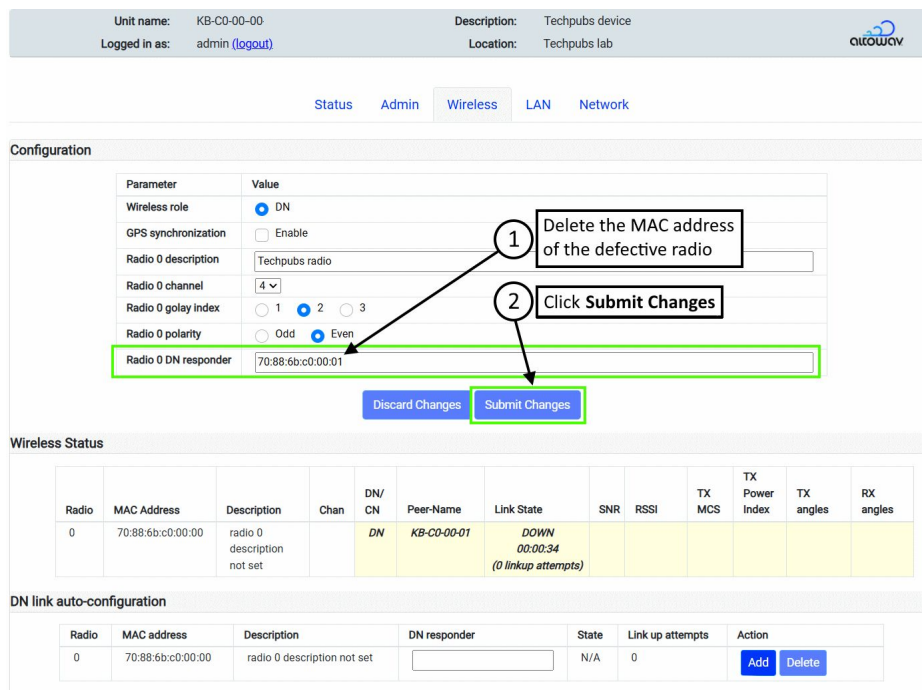 Unit name: KB-C0-00-00 Description: Techpubs device
Logged in as: admin (logout) Location: Techpubs lab
altowav
Status Admin Wireless LAN Network
Configuration
Parameter Value
Wireless role DN
GPS synchronization Enable
Radio 0 description Techpubs radio
Radio 0 channel 4
Radio 0 golay index 1 2 3
Radio 0 polarity Odd Even
Radio 0 DN responder 70:88:6b:c0:00:01
1 Delete the MAC address
of the defective radio
2 Click Submit Changes
Discard Changes Submit Changes
Wireless Status
Radio MAC Address Description Chan DN/
CN Peer-Name Link State SNR RSSI TX
MCS TX
Power
Index TX
angles RX
angles
0 70:88:6b:c0:00:00 radio 0
description
not set DN KB-C0-00-01 DOWN
00:00:34
(0 linkup attempts)
DN link auto-configuration
Radio MAC address Description DN responder State Link up attempts Action
0 70:88:6b:c0:00:00 radio 0 description not set N/A 0 Add Delete